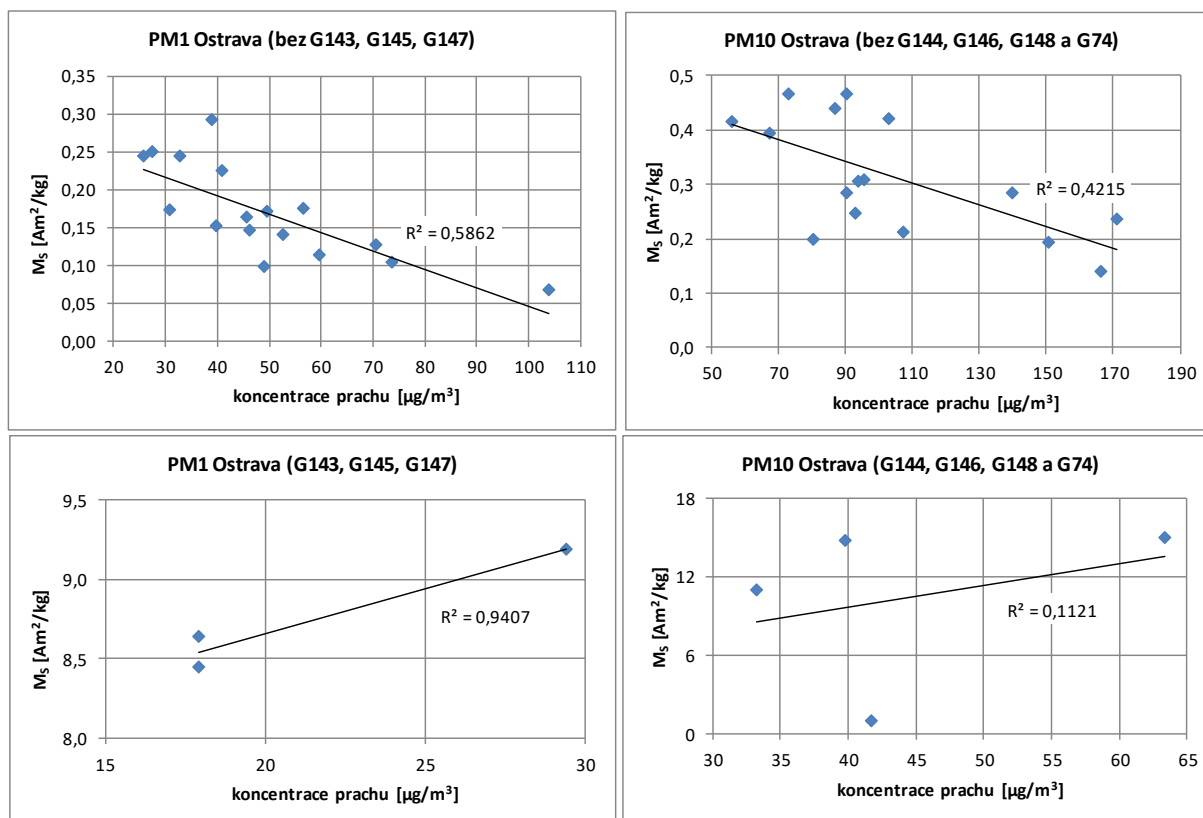 PM1 Ostrava (bez G143, G145, G147)
0,35
0,30
0,25
0,20
0,15
0,10
0,05
0,00
M_S [Am²/kg]
R² = 0,5862
20 30 40 50 60 70 80 90 100 110
koncentrace prachu [µg/m³]
PM10 Ostrava (bez G144, G146, G148 a G74)
0,5
0,4
0,3
0,2
0,1
0,0
M_S [Am²/kg]
R² = 0,4215
50 70 90 110 130 150 170 190
koncentrace prachu [µg/m³]
PM1 Ostrava (G143, G145, G147)
9,5
9,0
8,5
8,0
M_S [Am²/kg]
R² = 0,9407
15 20 25 30
koncentrace prachu [µg/m³]
PM10 Ostrava (G144, G146, G148 a G74)
18
12
6
0
M_S [Am²/kg]
R² = 0,1121
30 35 40 45 50 55 60 65
koncentrace prachu [µg/m³]